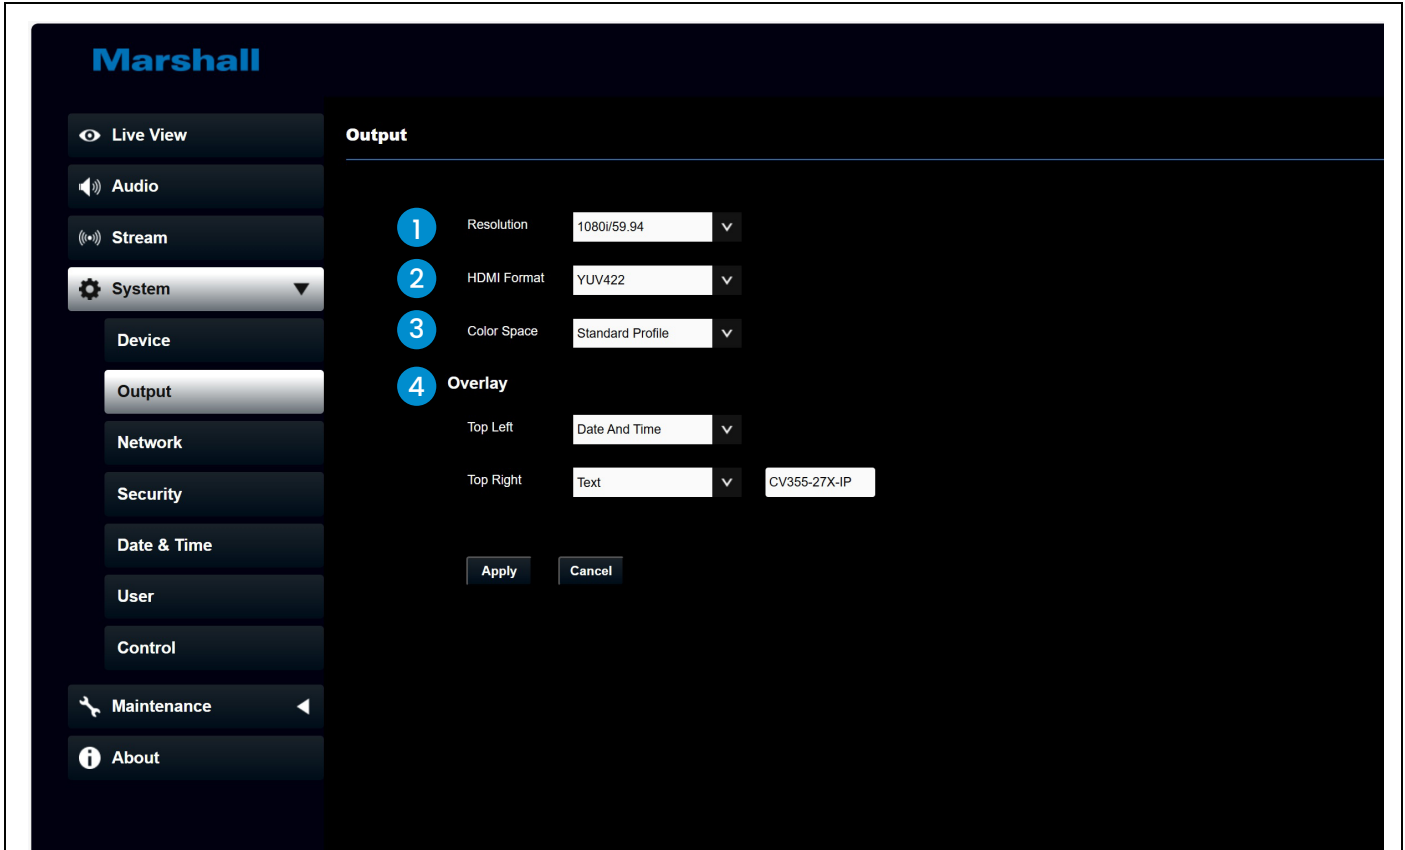 Marshall
Live View
Audio
Stream
System
Device
Output
Network
Security
Date & Time
User
Control
Maintenance
About
Output
1 Resolution 1080i/59.94
2 HDMI Format YUV422
3 Color Space Standard Profile
4 Overlay
Top Left Date And Time
Top Right Text CV355-27X-IP
Apply Cancel